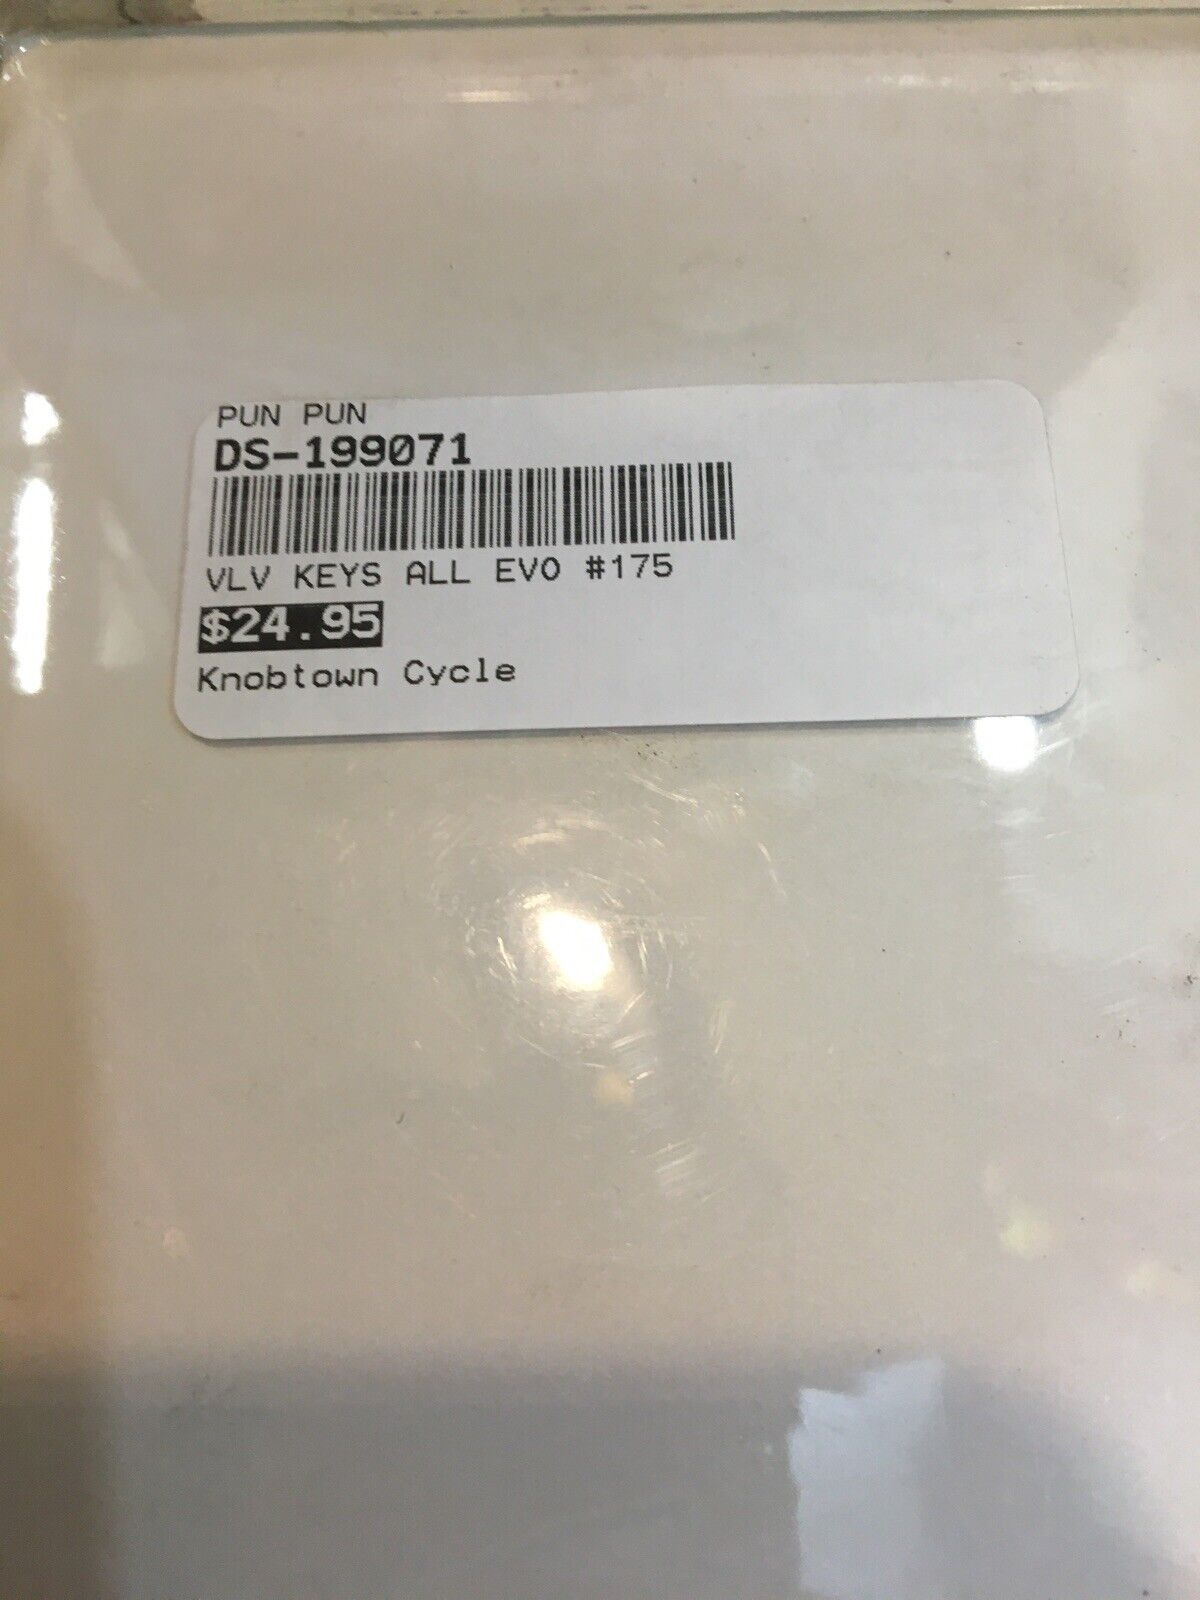 PUN PUN
DS-199071
VLV KEYS ALL EVO #175
$24.95
Knobtown Cycle